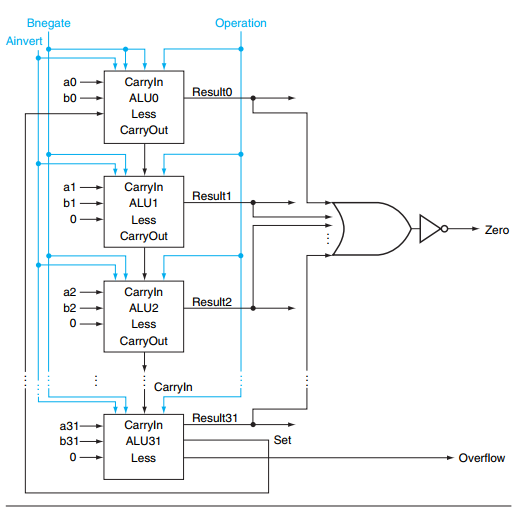 Bnegate Operation
Ainvert
a0 CarryIn Result0
b0 ALU0
Less
CarryOut
a1 CarryIn Result1
b1 ALU1
0 Less
CarryOut
Zero
a2 CarryIn Result2
b2 ALU2
0 Less
CarryOut
CarryIn
a31 CarryIn Result31
b31 ALU31 Set
0 Less Overflow